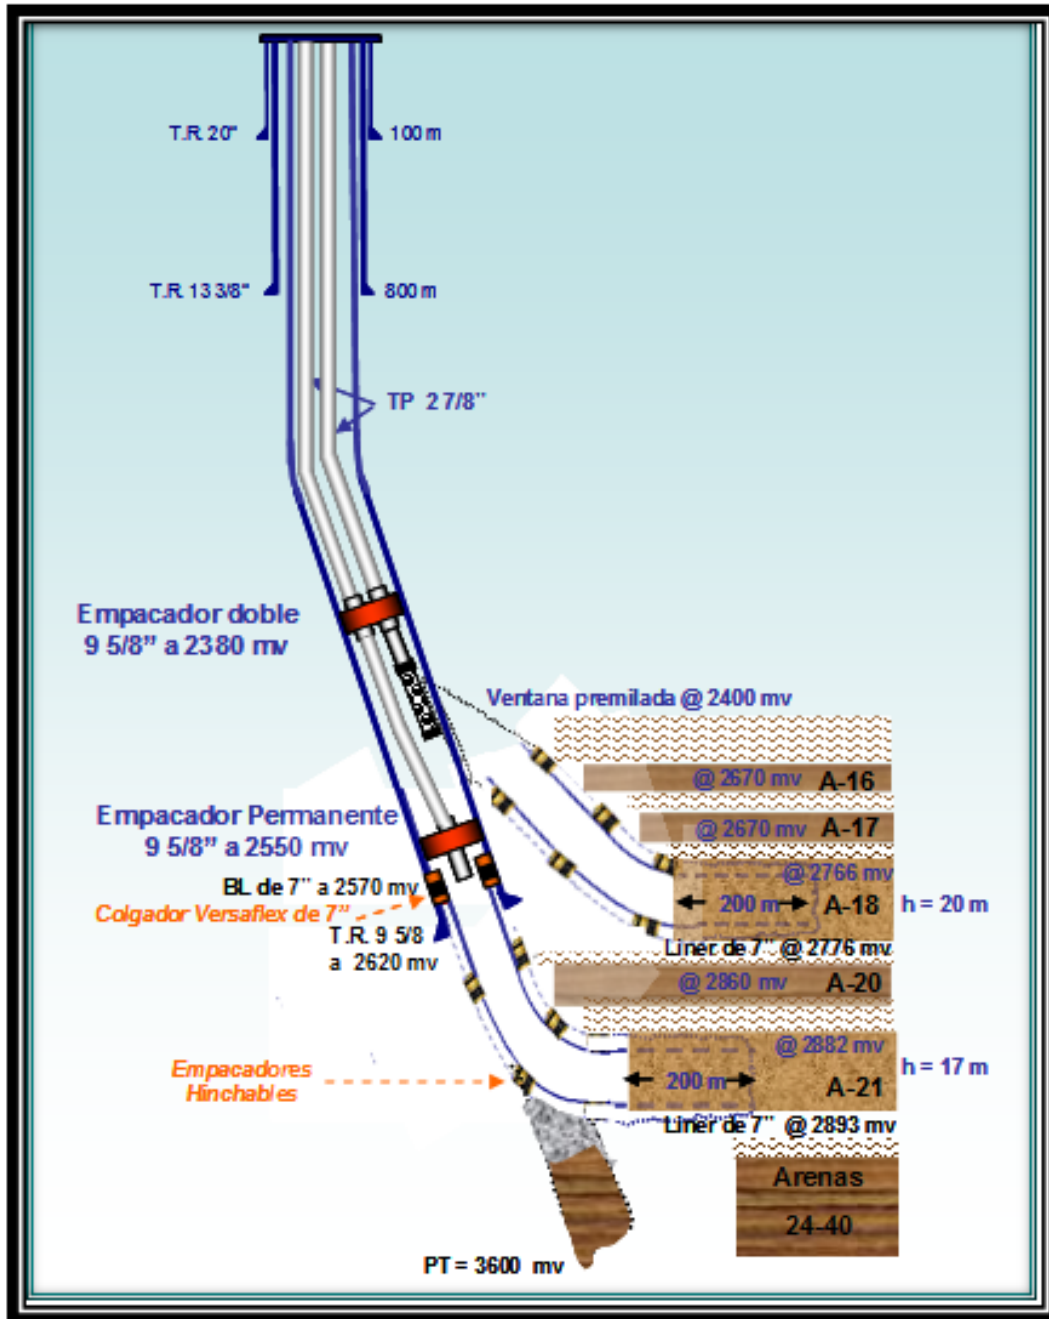 T.R. 20"
100 m
T.R. 13 3/8"
800 m
TP 2 7/8"
Empacador doble
9 5/8" a 2380 mv
Ventana premilada @ 2400 mv
@ 2670 mv A-16
Empacador Permanente
9 5/8" a 2550 mv
@ 2670 mv A-17
BL de 7" a 2570 mv
@ 2766 mv
Colgador Versaflex de 7"
200 m A-18 h = 20 m
T.R. 9 5/8
a 2620 mv
Liner de 7" @ 2776 mv
@ 2860 mv A-20
@ 2882 mv
h = 17 m
Empacadores
Hinchables
200 m A-21
Liner de 7" @ 2893 mv
Arenas
24-40
PT = 3600 mv